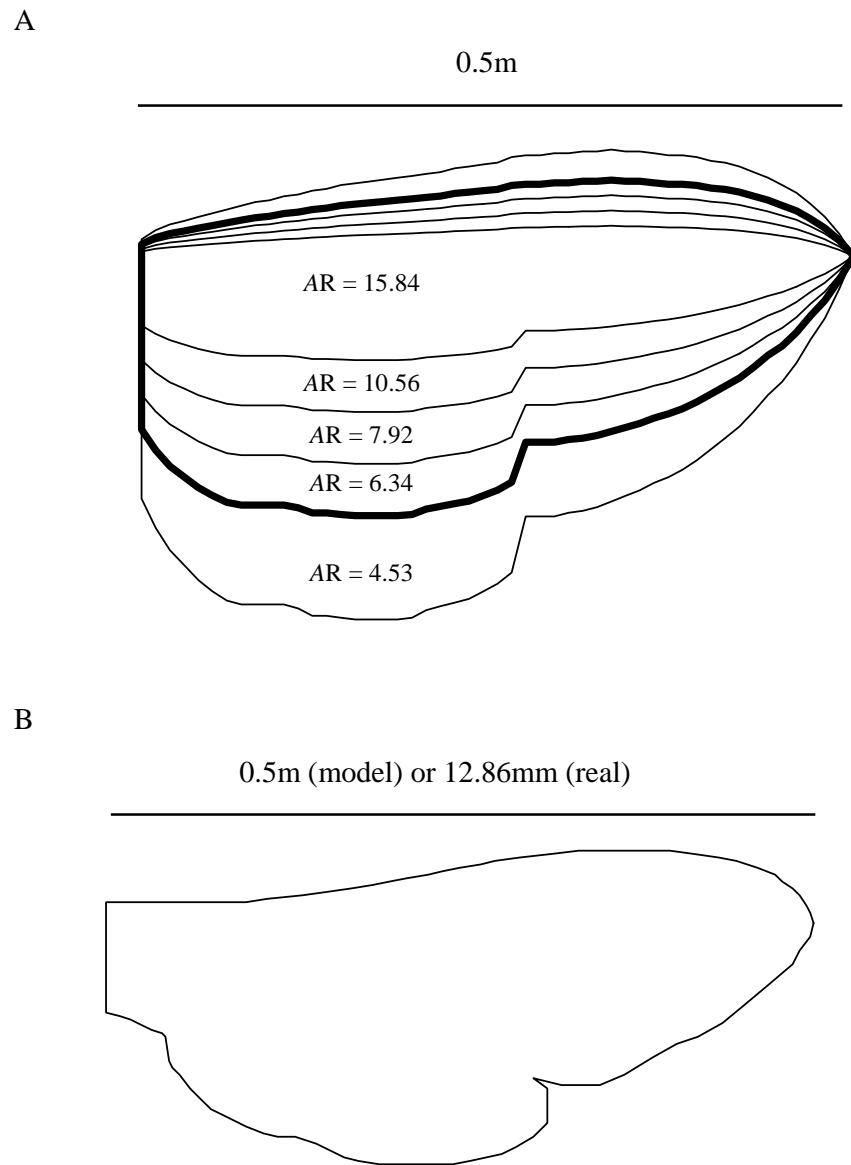 A
0.5m
AR = 15.84
AR = 10.56
AR = 7.92
AR = 6.34
AR = 4.53
B
0.5m (model) or 12.86mm (real)